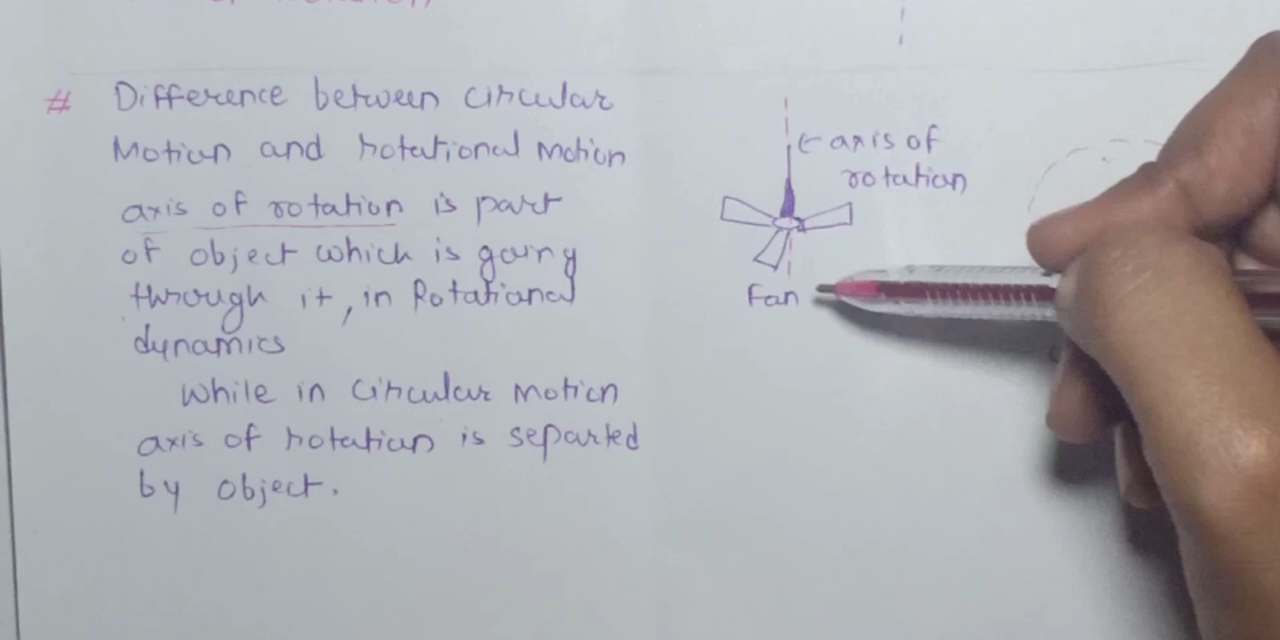 # Difference between circular
Motion and rotational motion
axis of rotation is part
of object which is going
through it, in Rotational
dynamics
While in circular motion
axis of rotation is separted
by object.
axis of
rotation
Fan